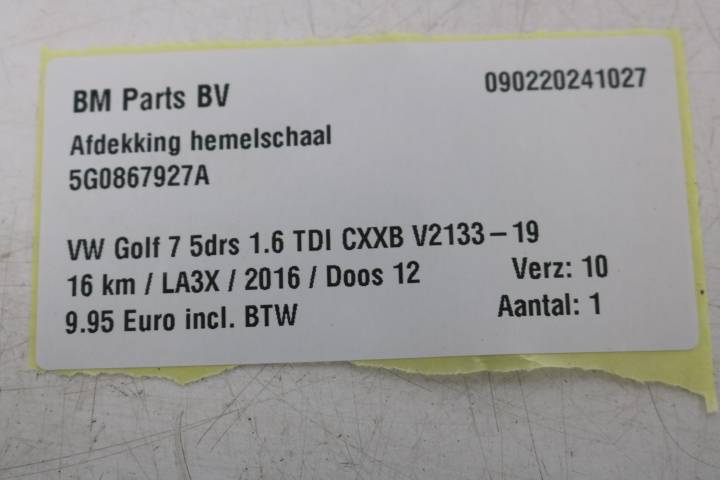 BM Parts BV 090220241027
Afdekking hemelschaal
5G0867927A
VW Golf 7 5drs 1.6 TDI CXXB V2133-19
16 km / LA3X / 2016 / Doos 12 Verz: 10
9.95 Euro incl. BTW Aantal: 1